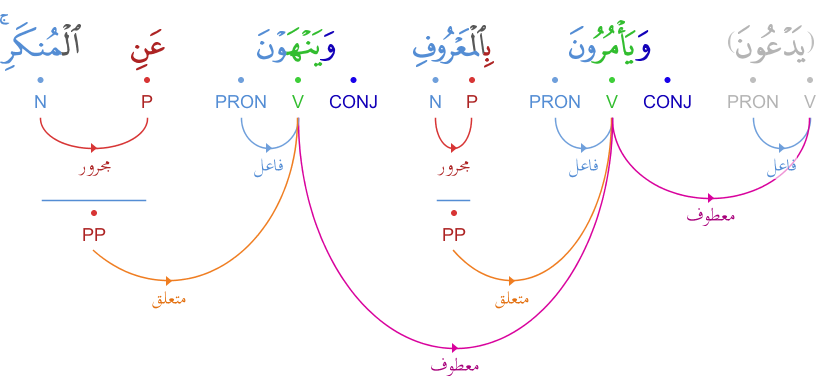 (يَدْعُونَ) وَيَأْمُرُونَ بِٱلْمَعْرُوفِ وَيَنْهَوْنَ عَنِ ٱلْمُنكَرِ ۚ
V PRON CONJ V PRON P N CONJ V PRON P N
فاعل فاعل مجرور فاعل مجرور
معطوف
PP PP
متعلق متعلق
معطوف